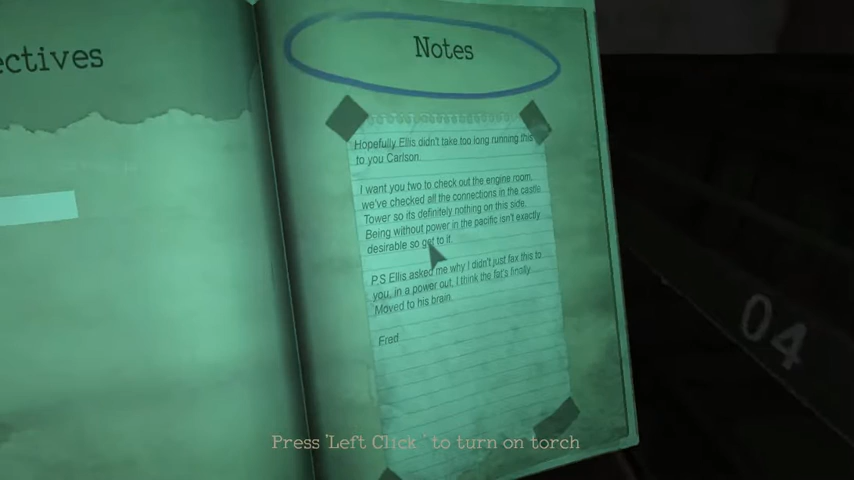 ectives
Notes
Hopefully Ellis didn't take too long running this
to you Carlson.
I want you two to check out the engine room,
we've checked all the connections in the castle
Tower so its definitely nothing on this side.
Being without power in the pacific isn't exactly
desirable so get to it.
P.S Ellis asked me why I didn't just fax this to
you, in a power out. I think the fat's finally
Moved to his brain.
Fred
04
Press 'Left Click ' to turn on torch